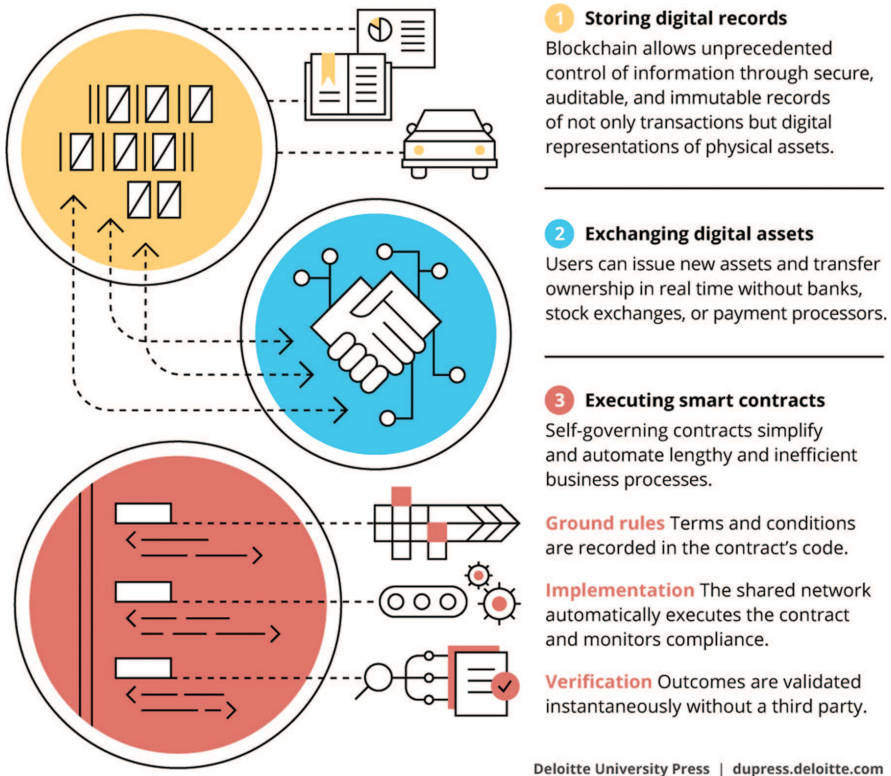 1 Storing digital records
Blockchain allows unprecedented
control of information through secure,
auditable, and immutable records
of not only transactions but digital
representations of physical assets.
2 Exchanging digital assets
Users can issue new assets and transfer
ownership in real time without banks,
stock exchanges, or payment processors.
3 Executing smart contracts
Self-governing contracts simplify
and automate lengthy and inefficient
business processes.
Ground rules Terms and conditions
are recorded in the contract’s code.
Implementation The shared network
automatically executes the contract
and monitors compliance.
Verification Outcomes are validated
instantaneously without a third party.
Deloitte University Press | dupress.deloitte.com